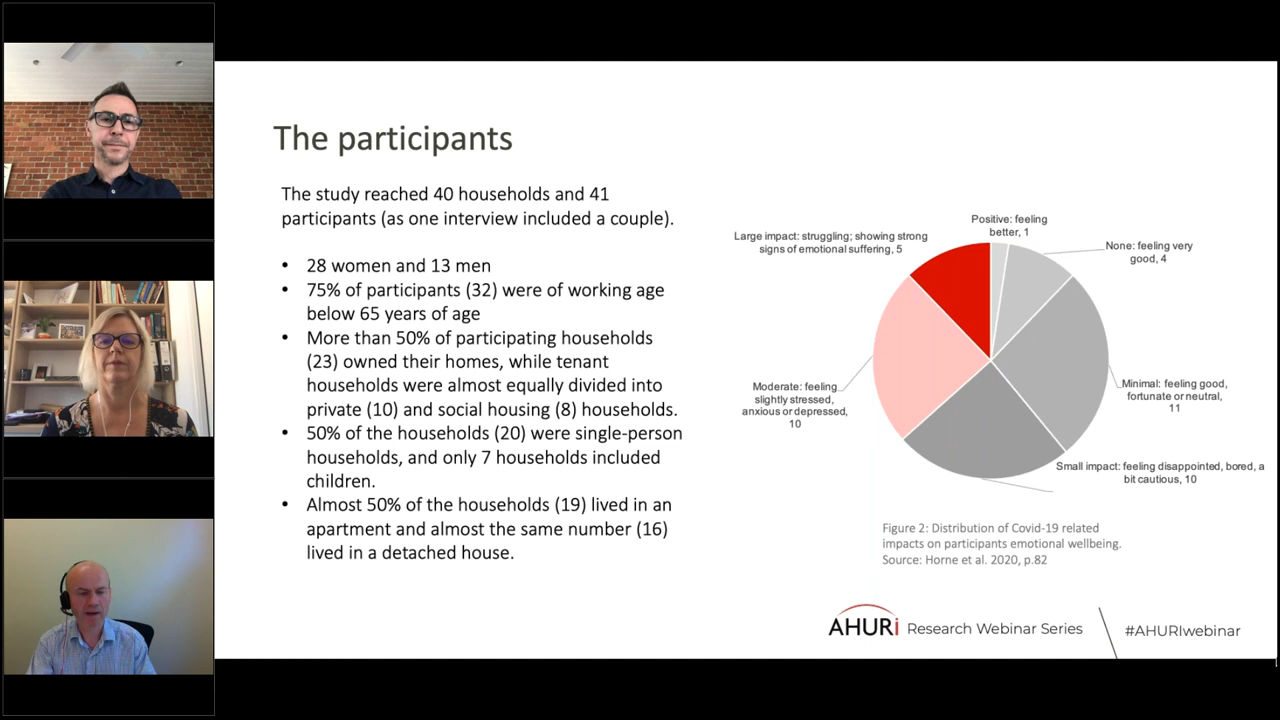 The participants
The study reached 40 households and 41
participants (as one interview included a couple).
• 28 women and 13 men
• 75% of participants (32) were of working age
below 65 years of age
• More than 50% of participating households
(23) owned their homes, while tenant
households were almost equally divided into
private (10) and social housing (8) households.
• 50% of the households (20) were single-person
households, and only 7 households included
children.
• Almost 50% of the households (19) lived in an
apartment and almost the same number (16)
lived in a detached house.
Positive: feeling
better, 1
Large impact: struggling; showing strong
signs of emotional suffering, 5
None: feeling very
good, 4
Moderate: feeling
slightly stressed,
anxious or depressed,
10
Minimal: feeling good,
fortunate or neutral,
11
Small impact: feeling disappointed, bored, a
bit cautious, 10
Figure 2: Distribution of Covid-19 related
impacts on participants emotional wellbeing.
Source: Horne et al. 2020, p.82
AHURi Research Webinar Series
#AHURIwebinar